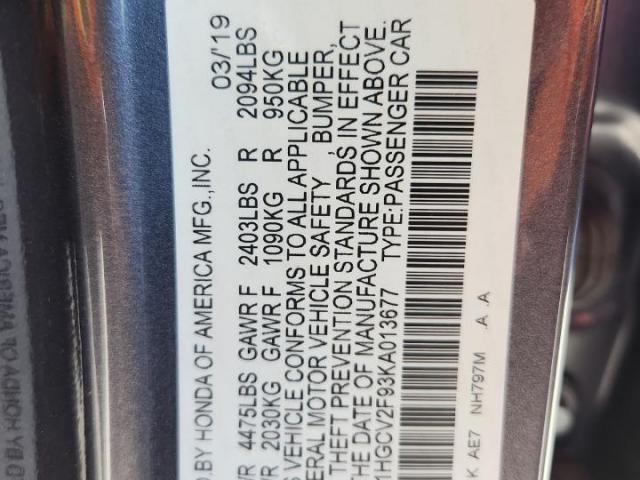 D.BY HONDA OF AMERICA MFG.,INC. 03/'19
4475LBS GAWR F 2403LBS R 2094LBS
2030KG GAWR F 1090KG R 950KG
VEHICLE CONFORMS TO ALL APPLICABLE
ERAL MOTOR VEHICLE SAFETY , BUMPER,
THEFT PREVENTION STANDARDS IN EFFECT
THE DATE OF MANUFACTURE SHOWN ABOVE.
1HGCV2F93KA013677 TYPE:PASSENGER CAR
K AE7 NH797M A A